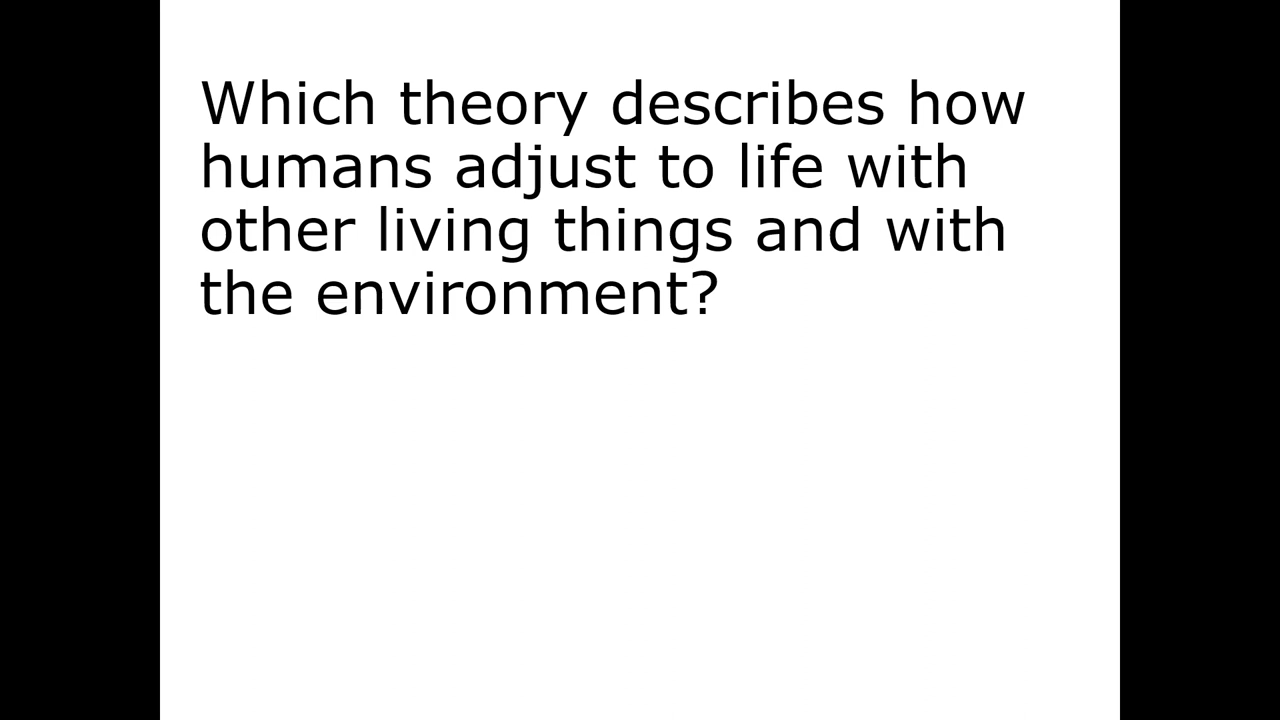 Which theory describes how
humans adjust to life with
other living things and with
the environment?